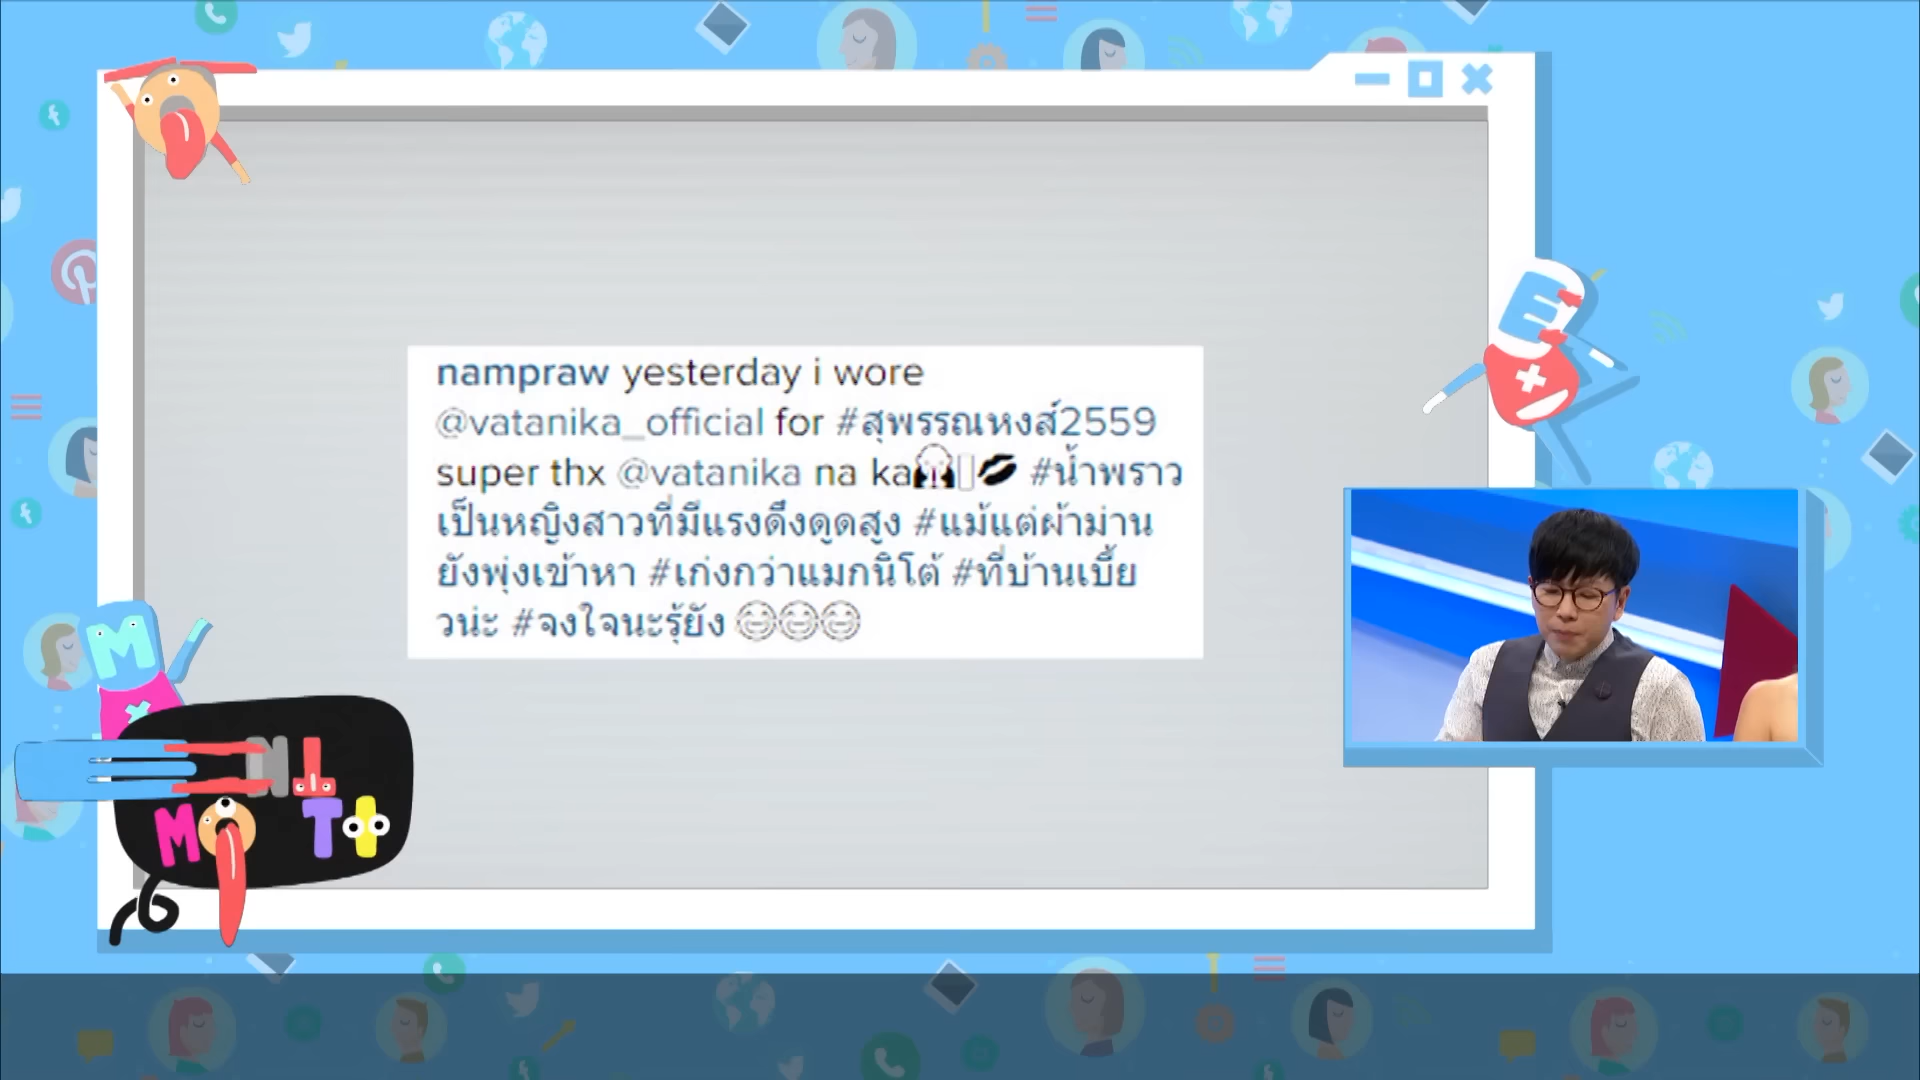 nampraw yesterday i wore
@vatanika_official for #สุพรรณหงส์2559
super thx @vatanika na ka #น้ำพราว
เป็นหญิงสาวที่มีแรงดึงดูดสูง #แม้แต่ผ้าม่าน
ยังพุ่งเข้าหา #เก่งกว่าแมกนิโต้ #ที่บ้านเบี้ย
วน่ะ #จงใจนะรู้ยัง